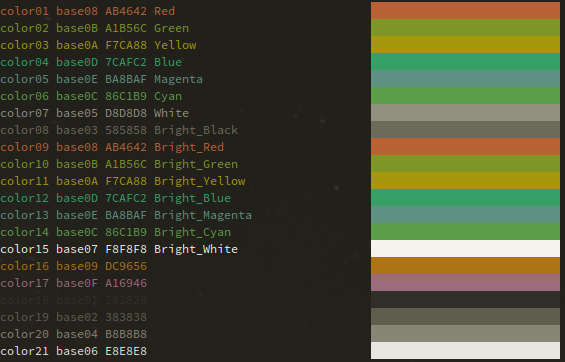 color01 base08 AB4642 Red
color02 base0B A1B56C Green
color03 base0A F7CA88 Yellow
color04 base0D 7CAFC2 Blue
color05 base0E BA8BAF Magenta
color06 base0C 86C1B9 Cyan
color07 base05 D8D8D8 White
color08 base03 585858 Bright_Black
color09 base08 AB4642 Bright_Red
color10 base0B A1B56C Bright_Green
color11 base0A F7CA88 Bright_Yellow
color12 base0D 7CAFC2 Bright_Blue
color13 base0E BA8BAF Bright_Magenta
color14 base0C 86C1B9 Bright_Cyan
color15 base07 F8F8F8 Bright_White
color16 base09 DC9656
color17 base0F A16946
color18 base01 282828
color19 base02 383838
color20 base04 B8B8B8
color21 base06 E8E8E8